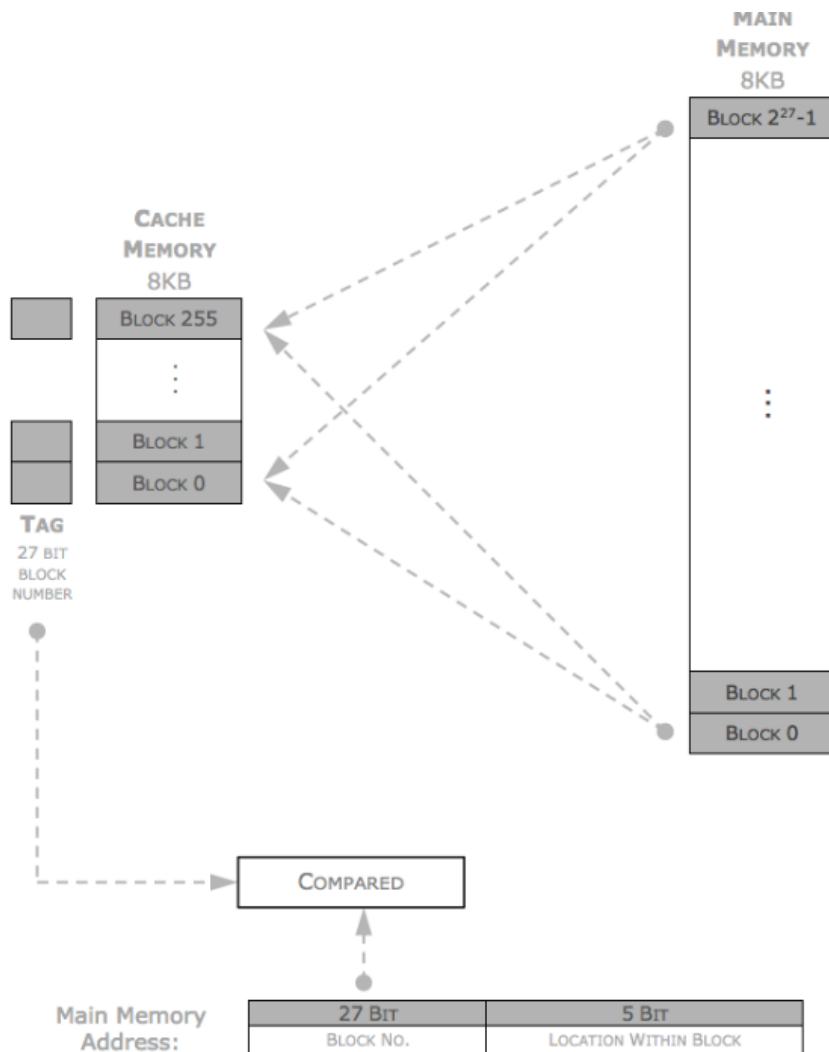 MAIN
MEMORY
8KB
BLOCK 2²⁷-1
CACHE
MEMORY
8KB
BLOCK 255
⋮
⋮
BLOCK 1
BLOCK 0
TAG
27 BIT
BLOCK
NUMBER
BLOCK 1
BLOCK 0
COMPARED
Main Memory
Address:
27 BIT
5 BIT
BLOCK NO.
LOCATION WITHIN BLOCK